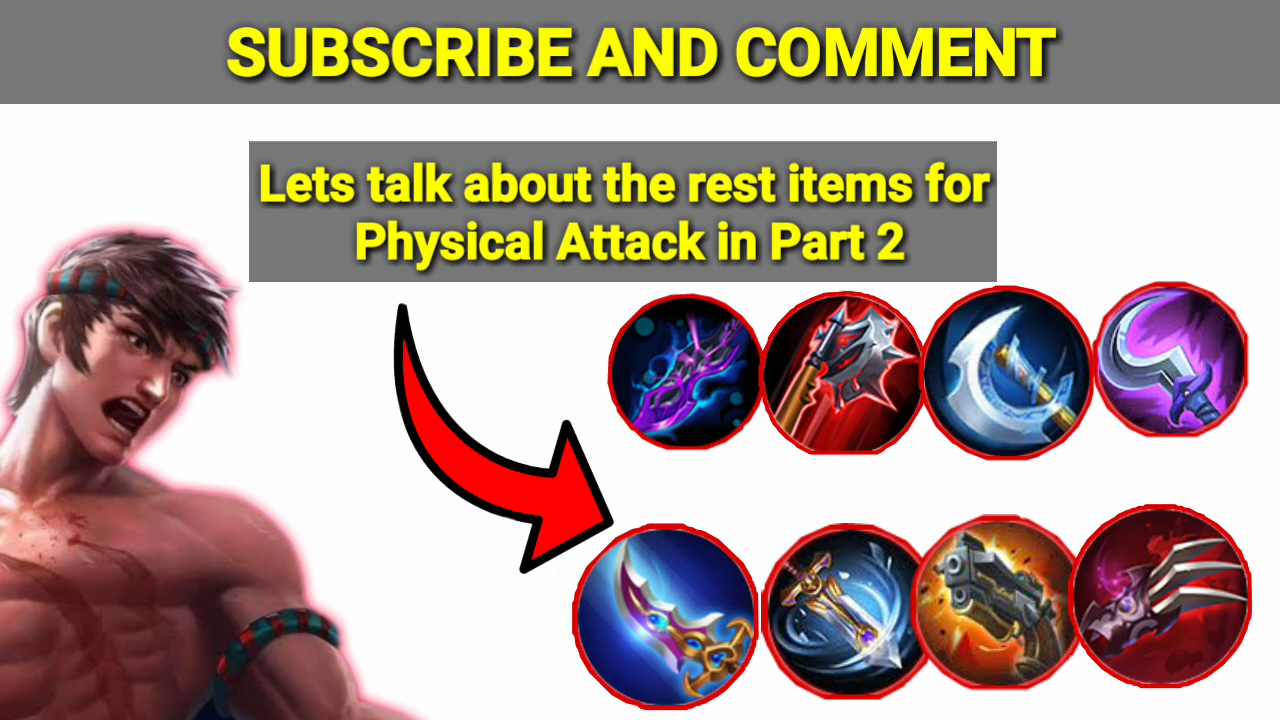 SUBSCRIBE AND COMMENT
Lets talk about the rest items for
Physical Attack in Part 2